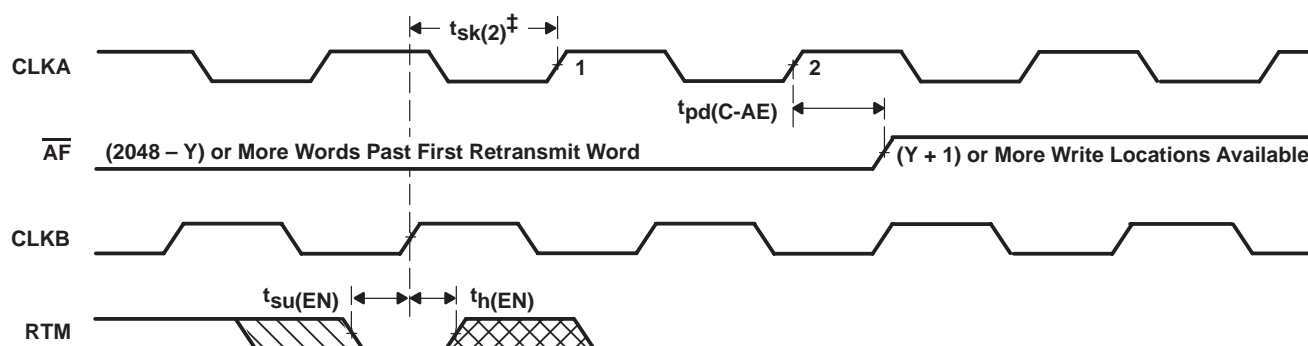 tsk(2)‡
CLKA
1
2
tpd(C-AE)
AF
(2048 – Y) or More Words Past First Retransmit Word
(Y + 1) or More Write Locations Available
CLKB
tsu(EN)
th(EN)
RTM